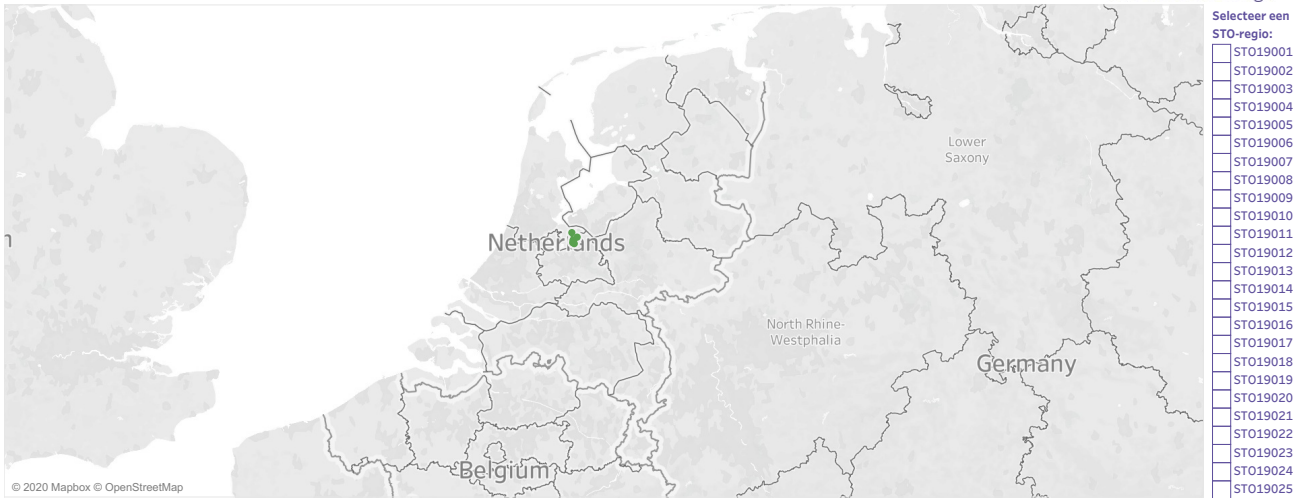 Selecteer een
STO-regio:
STO19001
STO19002
STO19003
STO19004
STO19005
STO19006
STO19007
STO19008
STO19009
STO19010
STO19011
STO19012
STO19013
STO19014
STO19015
STO19016
STO19017
STO19018
STO19019
STO19020
STO19021
STO19022
STO19023
STO19024
STO19025
Lower
Saxony
Netherlands
North Rhine-
Westphalia
Germany
Belgium
© 2020 Mapbox © OpenStreetMap